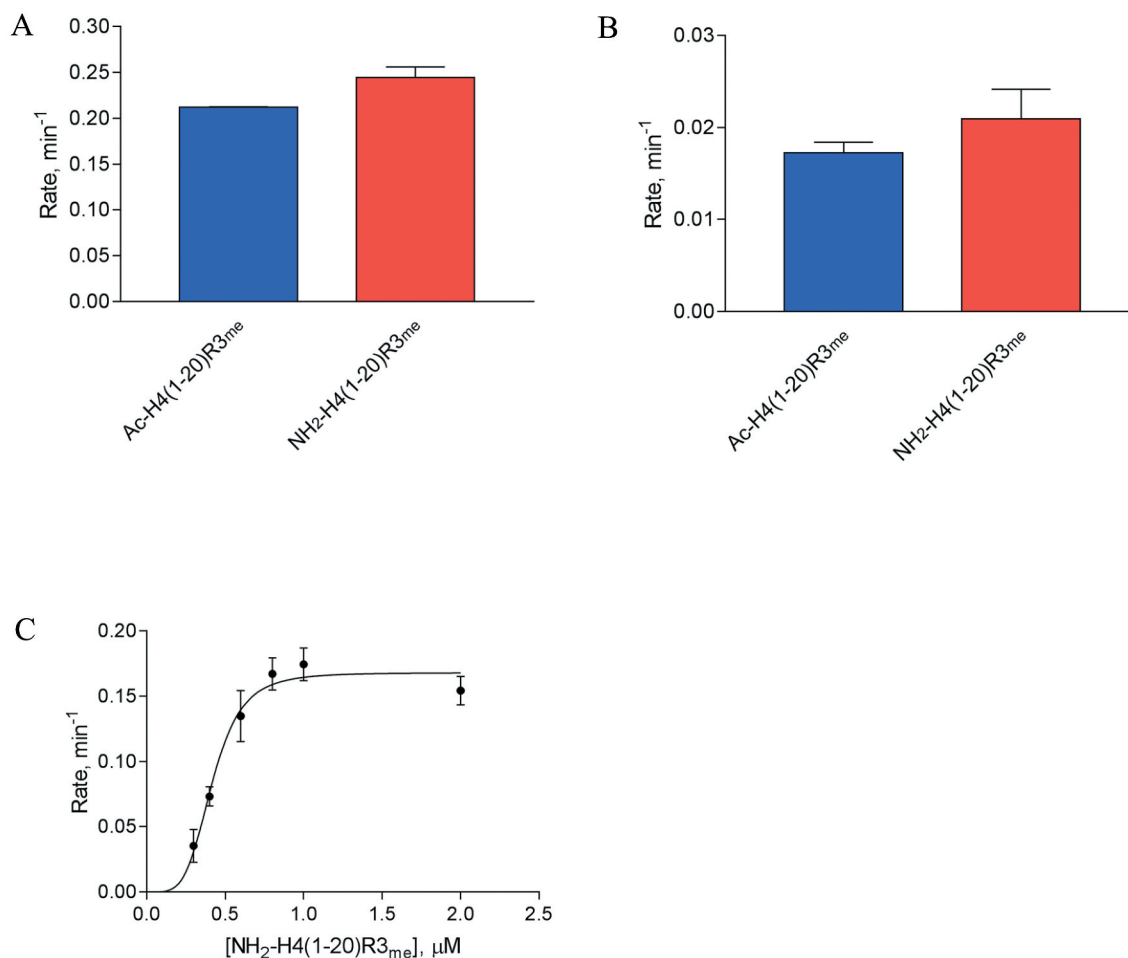 A
0.30
0.25
0.20
0.15
0.10
0.05
0.00
Rate, min-1
Ac-H4(1-20)R3me
NH2-H4(1-20)R3me
B
0.03
0.02
0.01
0.00
Rate, min-1
Ac-H4(1-20)R3me
NH2-H4(1-20)R3me
C
0.20
0.15
0.10
0.05
0.00
Rate, min-1
0.0 0.5 1.0 1.5 2.0 2.5
[NH2-H4(1-20)R3me], μM